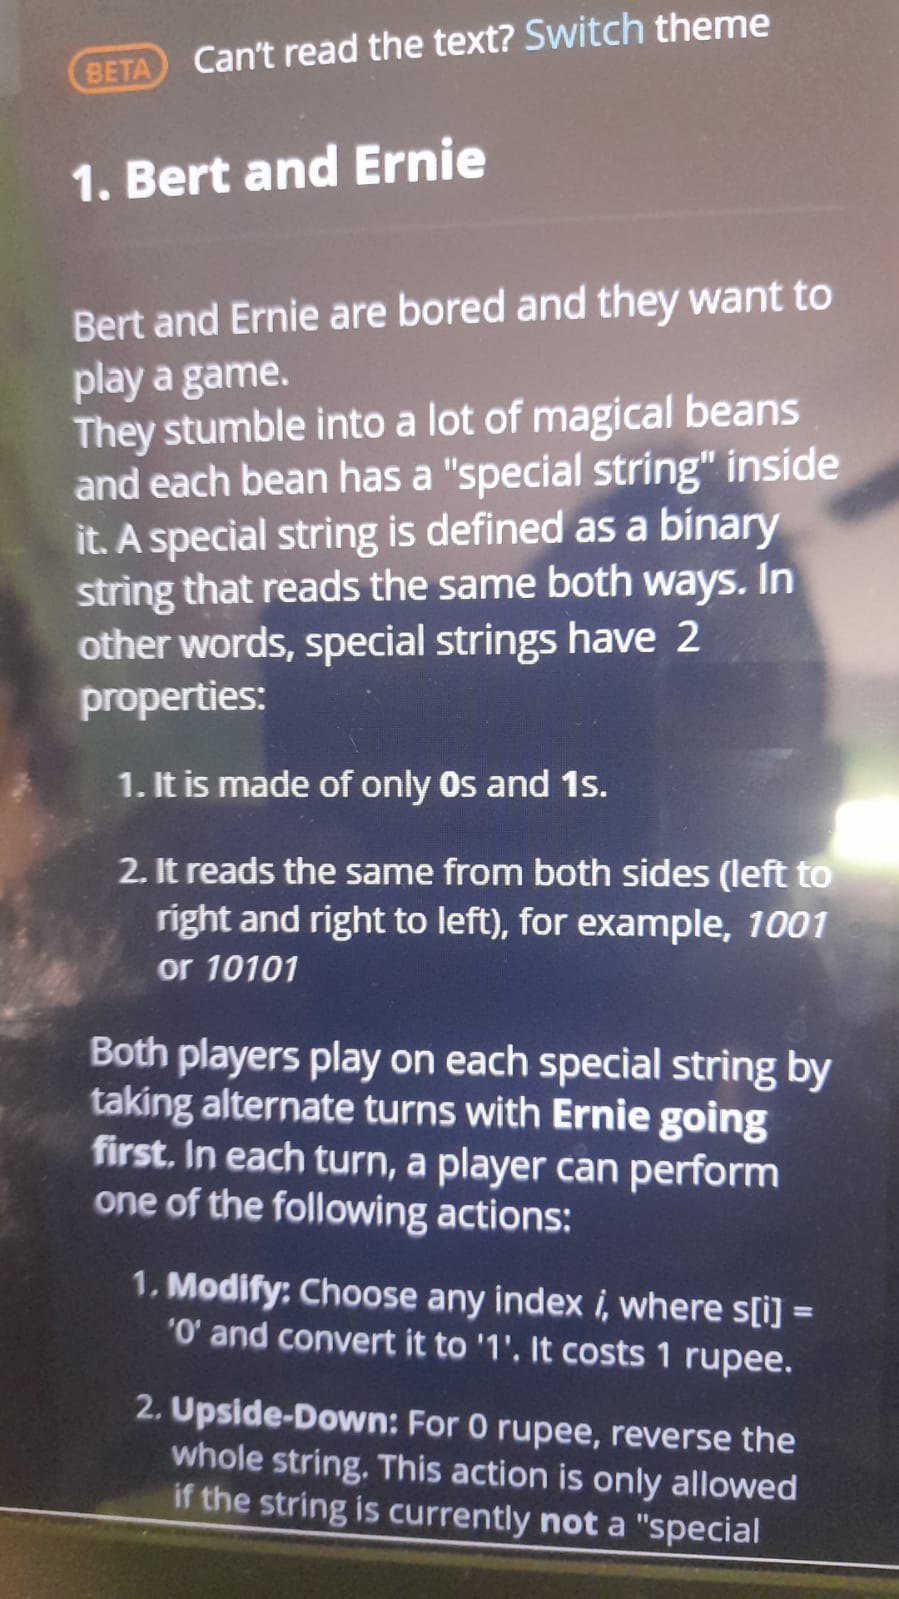 BETA Can't read the text? Switch theme
1. Bert and Ernie
Bert and Ernie are bored and they want to
play a game.
They stumble into a lot of magical beans
and each bean has a "special string" inside
it. A special string is defined as a binary
string that reads the same both ways. In
other words, special strings have 2
properties:
1. It is made of only 0s and 1s.
2. It reads the same from both sides (left to
right and right to left), for example, 1001
or 10101
Both players play on each special string by
taking alternate turns with Ernie going
first. In each turn, a player can perform
one of the following actions:
1. Modify: Choose any index i, where s[i] =
'0' and convert it to '1'. It costs 1 rupee.
2. Upside-Down: For 0 rupee, reverse the
whole string. This action is only allowed
if the string is currently not a "special